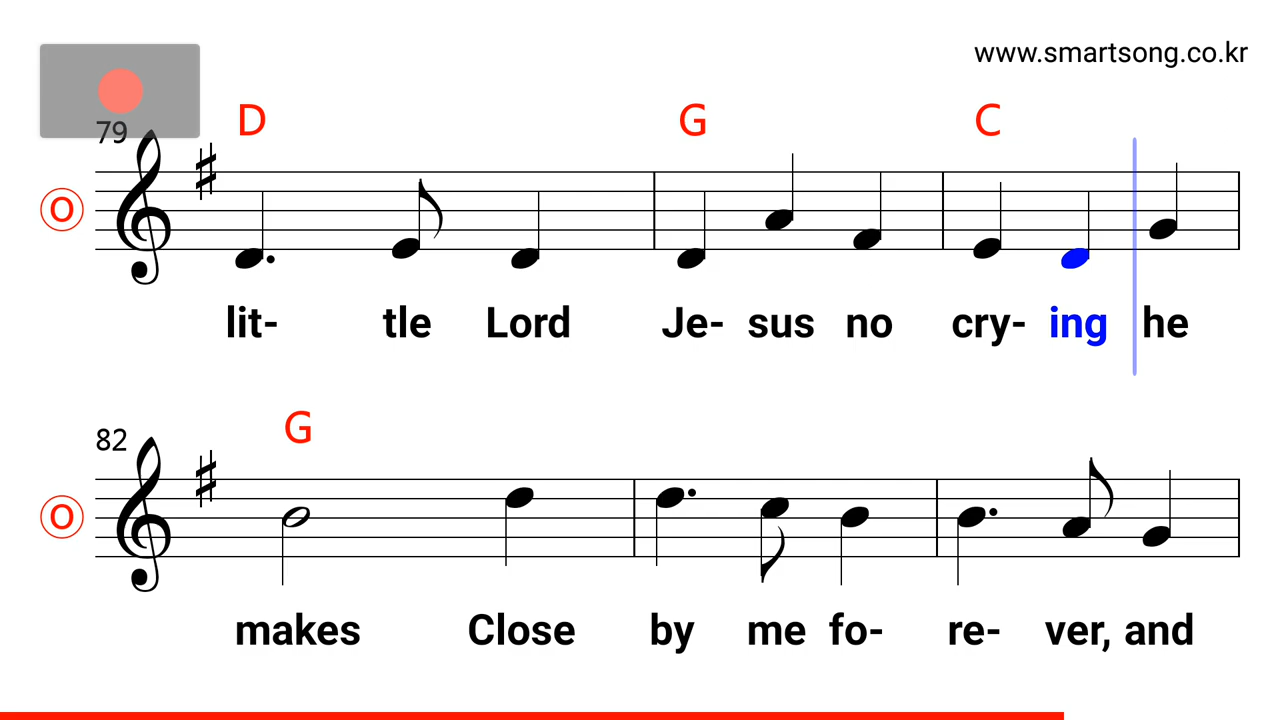 www.smartsong.co.kr
79
D G C
O
lit- tle Lord Je- sus no cry- ing he
82
G
O
makes Close by me fo- re- ver, and